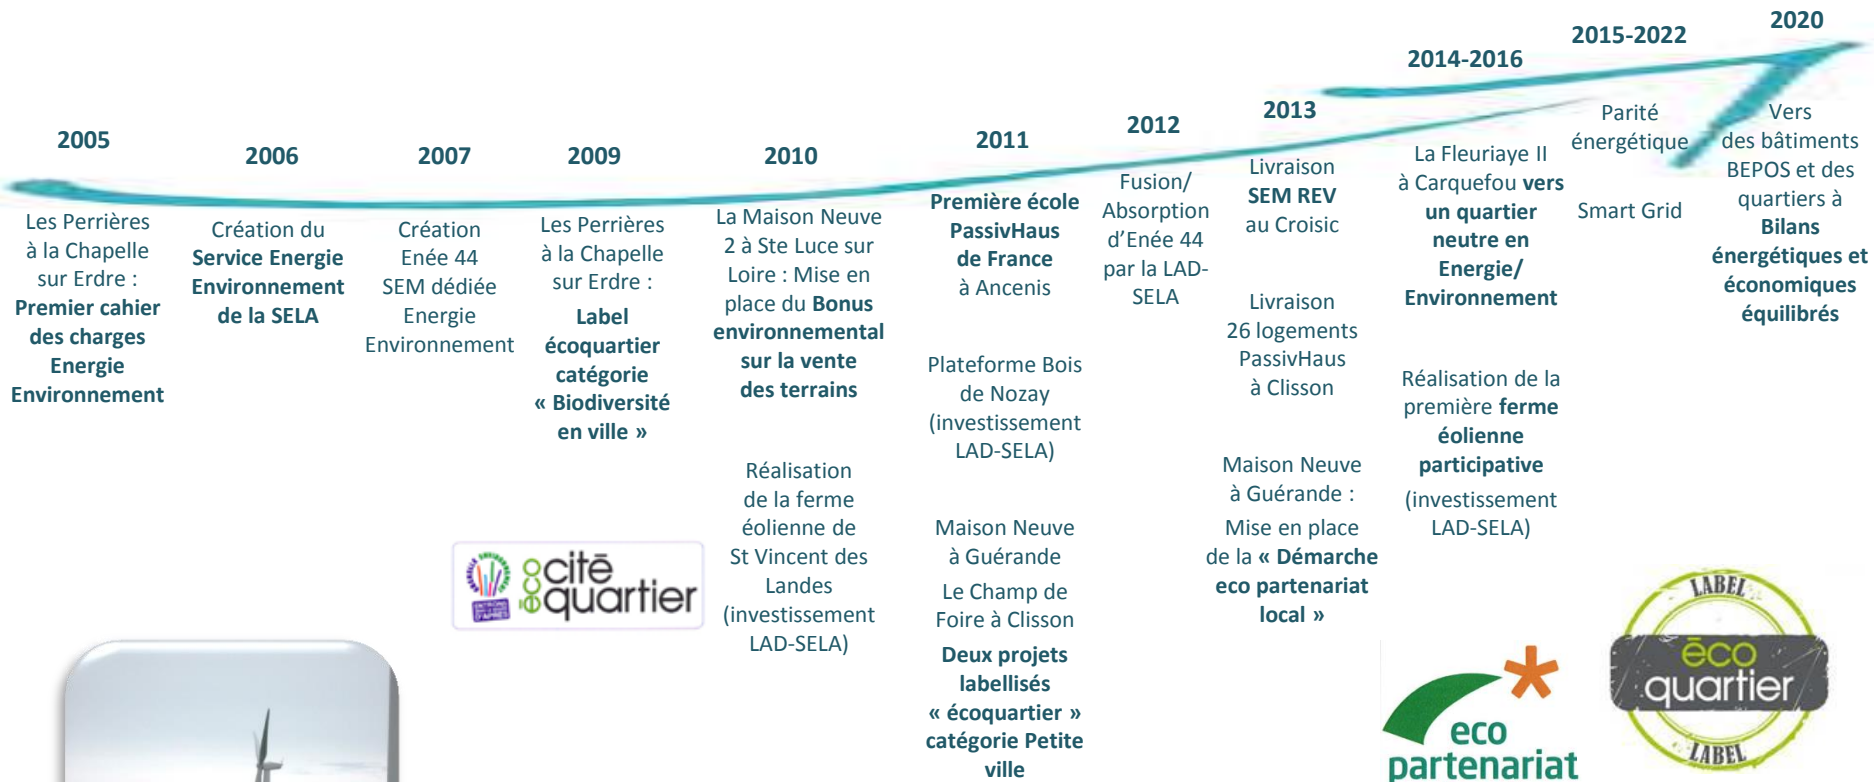 2005
Les Perrières
à la Chapelle
sur Erdre :
Premier cahier
des charges
Energie
Environnement
2006
Création du
Service Energie
Environnement
de la SELA
2007
Création
Enée 44
SEM dédiée
Energie
Environnement
2009
Les Perrières
à la Chapelle
sur Erdre :
Label
écoquartier
catégorie
« Biodiversité
en ville »
2010
La Maison Neuve
2 à Ste Luce sur
Loire : Mise en
place du Bonus
environnemental
sur la vente
des terrains
Réalisation
de la ferme
éolienne de
St Vincent des
Landes
(investissement
LAD-SELA)
2011
Première école
PassivHaus
de France
à Ancenis
Plateforme Bois
de Nozay
(investissement
LAD-SELA)
Maison Neuve
à Guérande
Le Champ de
Foire à Clisson
Deux projets
labellisés
« écoquartier »
catégorie Petite
ville
2012
Fusion/
Absorption
d’Enée 44
par la LAD-
SELA
2013
Livraison
SEM REV
au Croisic
Livraison
26 logements
PassivHaus
à Clisson
Maison Neuve
à Guérande :
Mise en place
de la « Démarche
eco partenariat
local »
2014-2016
La Fleuriaye II
à Carquefou vers
un quartier
neutre en
Energie/
Environnement
Réalisation de la
première ferme
éolienne
participative
(investissement
LAD-SELA)
2015-2022
Parité
énergétique
Smart Grid
2020
Vers
des bâtiments
BEPOS et des
quartiers à
Bilans
énergétiques et
économiques
équilibrés
éco
cité
quartier
eco
partenariat
LABEL
éco
quartier
LABEL